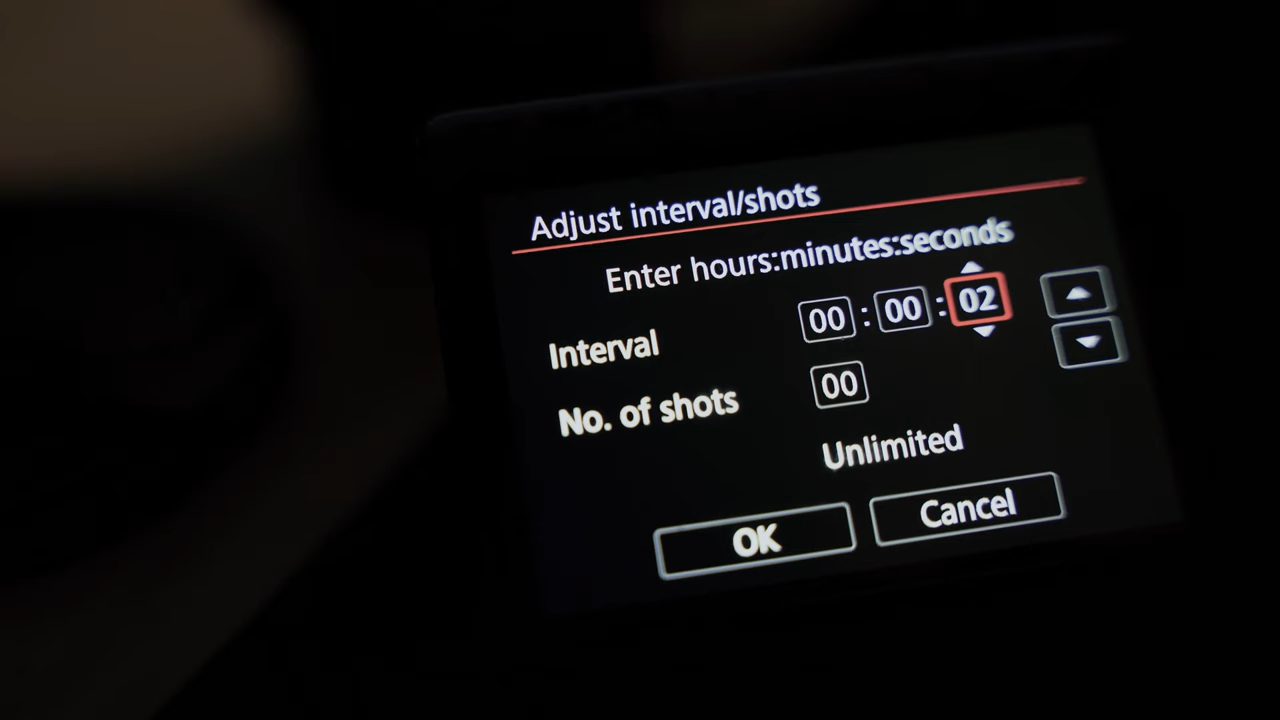 Adjust interval/shots
Enter hours:minutes:seconds
Interval 00 : 00 : 02
No. of shots 00
Unlimited
OK Cancel